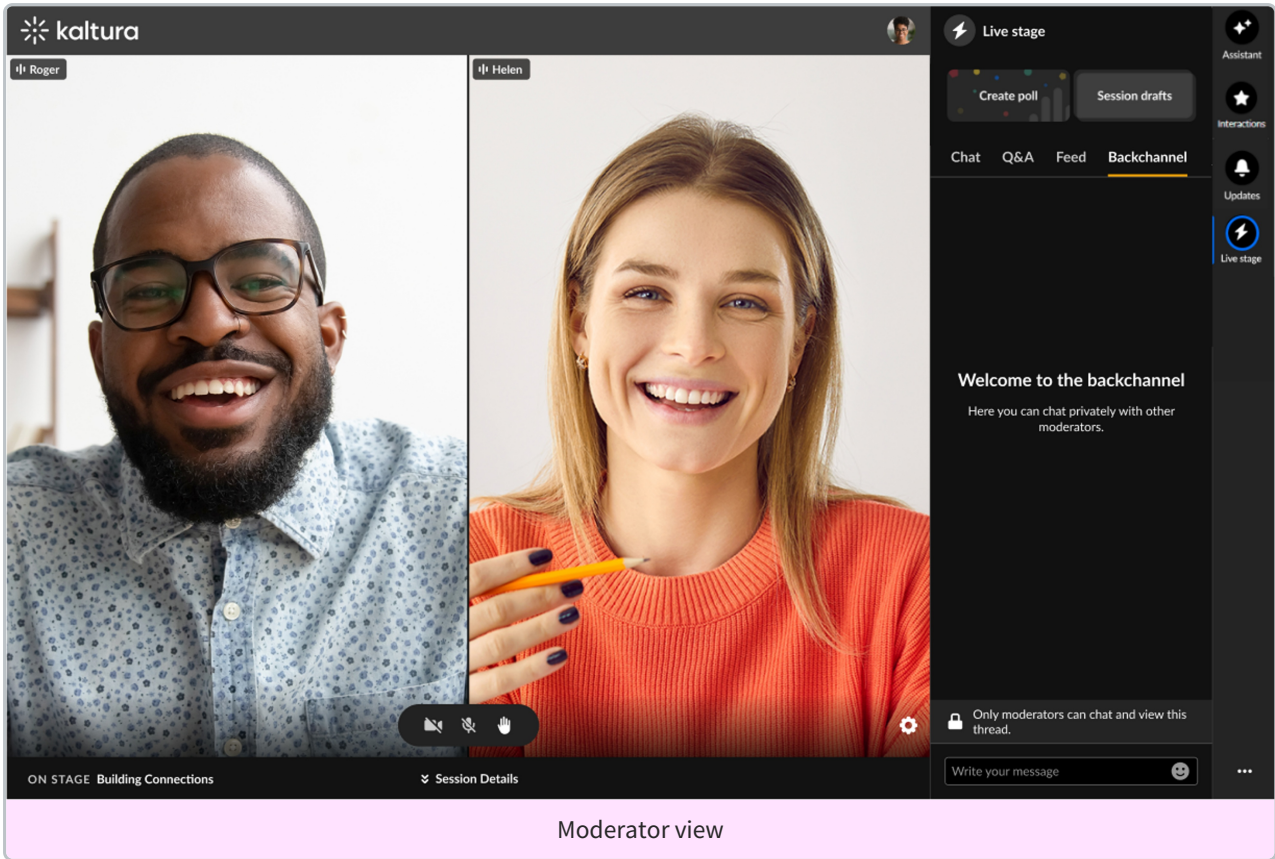 kaltura
Roger
Helen
Live stage
Create poll
Session drafts
Chat
Q&A
Feed
Backchannel
Welcome to the backchannel
Here you can chat privately with other
moderators.
Only moderators can chat and view this
thread.
Write your message
Assistant
Interactions
Updates
Live stage
ON STAGE Building Connections
Session Details
Moderator view